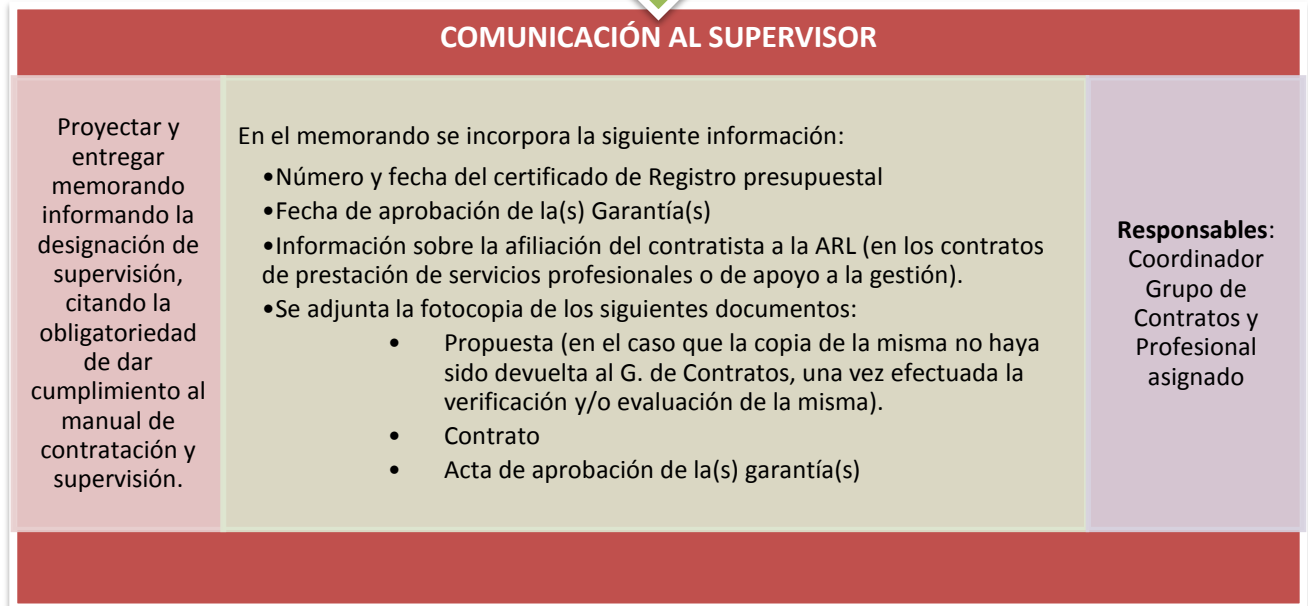 COMUNICACIÓN AL SUPERVISOR
Proyectar y
entregar
memorando
informando la
designación de
supervisión,
citando la
obligatoriedad
de dar
cumplimiento al
manual de
contratación y
supervisión.
En el memorando se incorpora la siguiente información:
•Número y fecha del certificado de Registro presupuestal
•Fecha de aprobación de la(s) Garantía(s)
•Información sobre la afiliación del contratista a la ARL (en los contratos
de prestación de servicios profesionales o de apoyo a la gestión).
•Se adjunta la fotocopia de los siguientes documentos:
• Propuesta (en el caso que la copia de la misma no haya
sido devuelta al G. de Contratos, una vez efectuada la
verificación y/o evaluación de la misma).
• Contrato
• Acta de aprobación de la(s) garantía(s)
Responsables:
Coordinador
Grupo de
Contratos y
Profesional
asignado